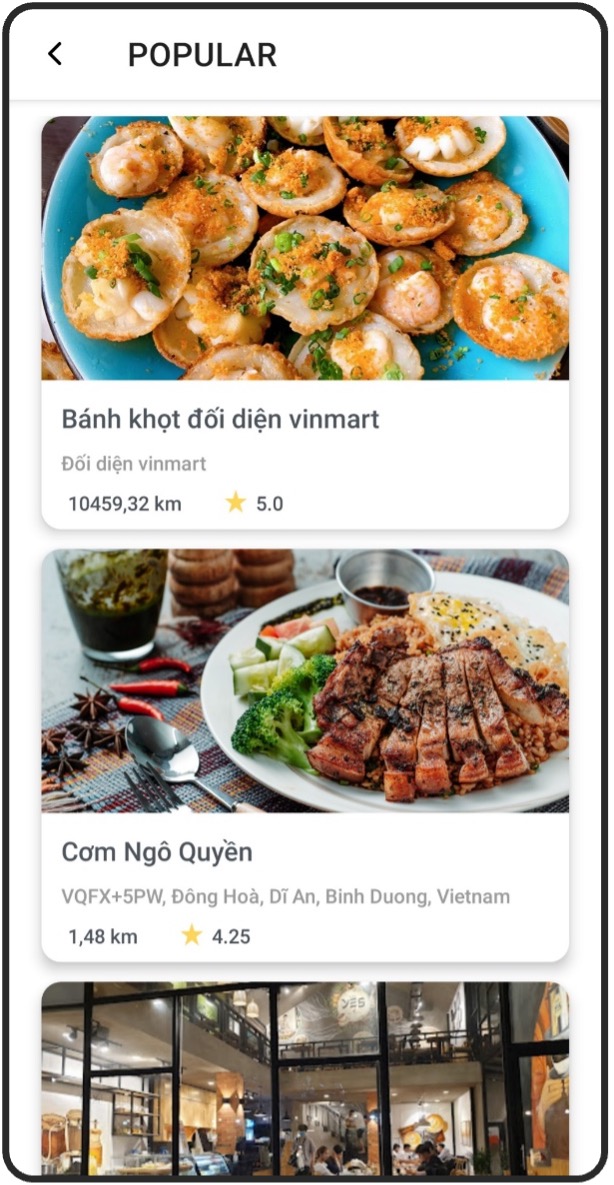 POPULAR
Bánh khọt đối diện vinmart
Đối diện vinmart
10459,32 km 5.0
Cơm Ngô Quyền
VQFX+5PW, Đông Hoà, Dĩ An, Binh Duong, Vietnam
1,48 km 4.25
YES